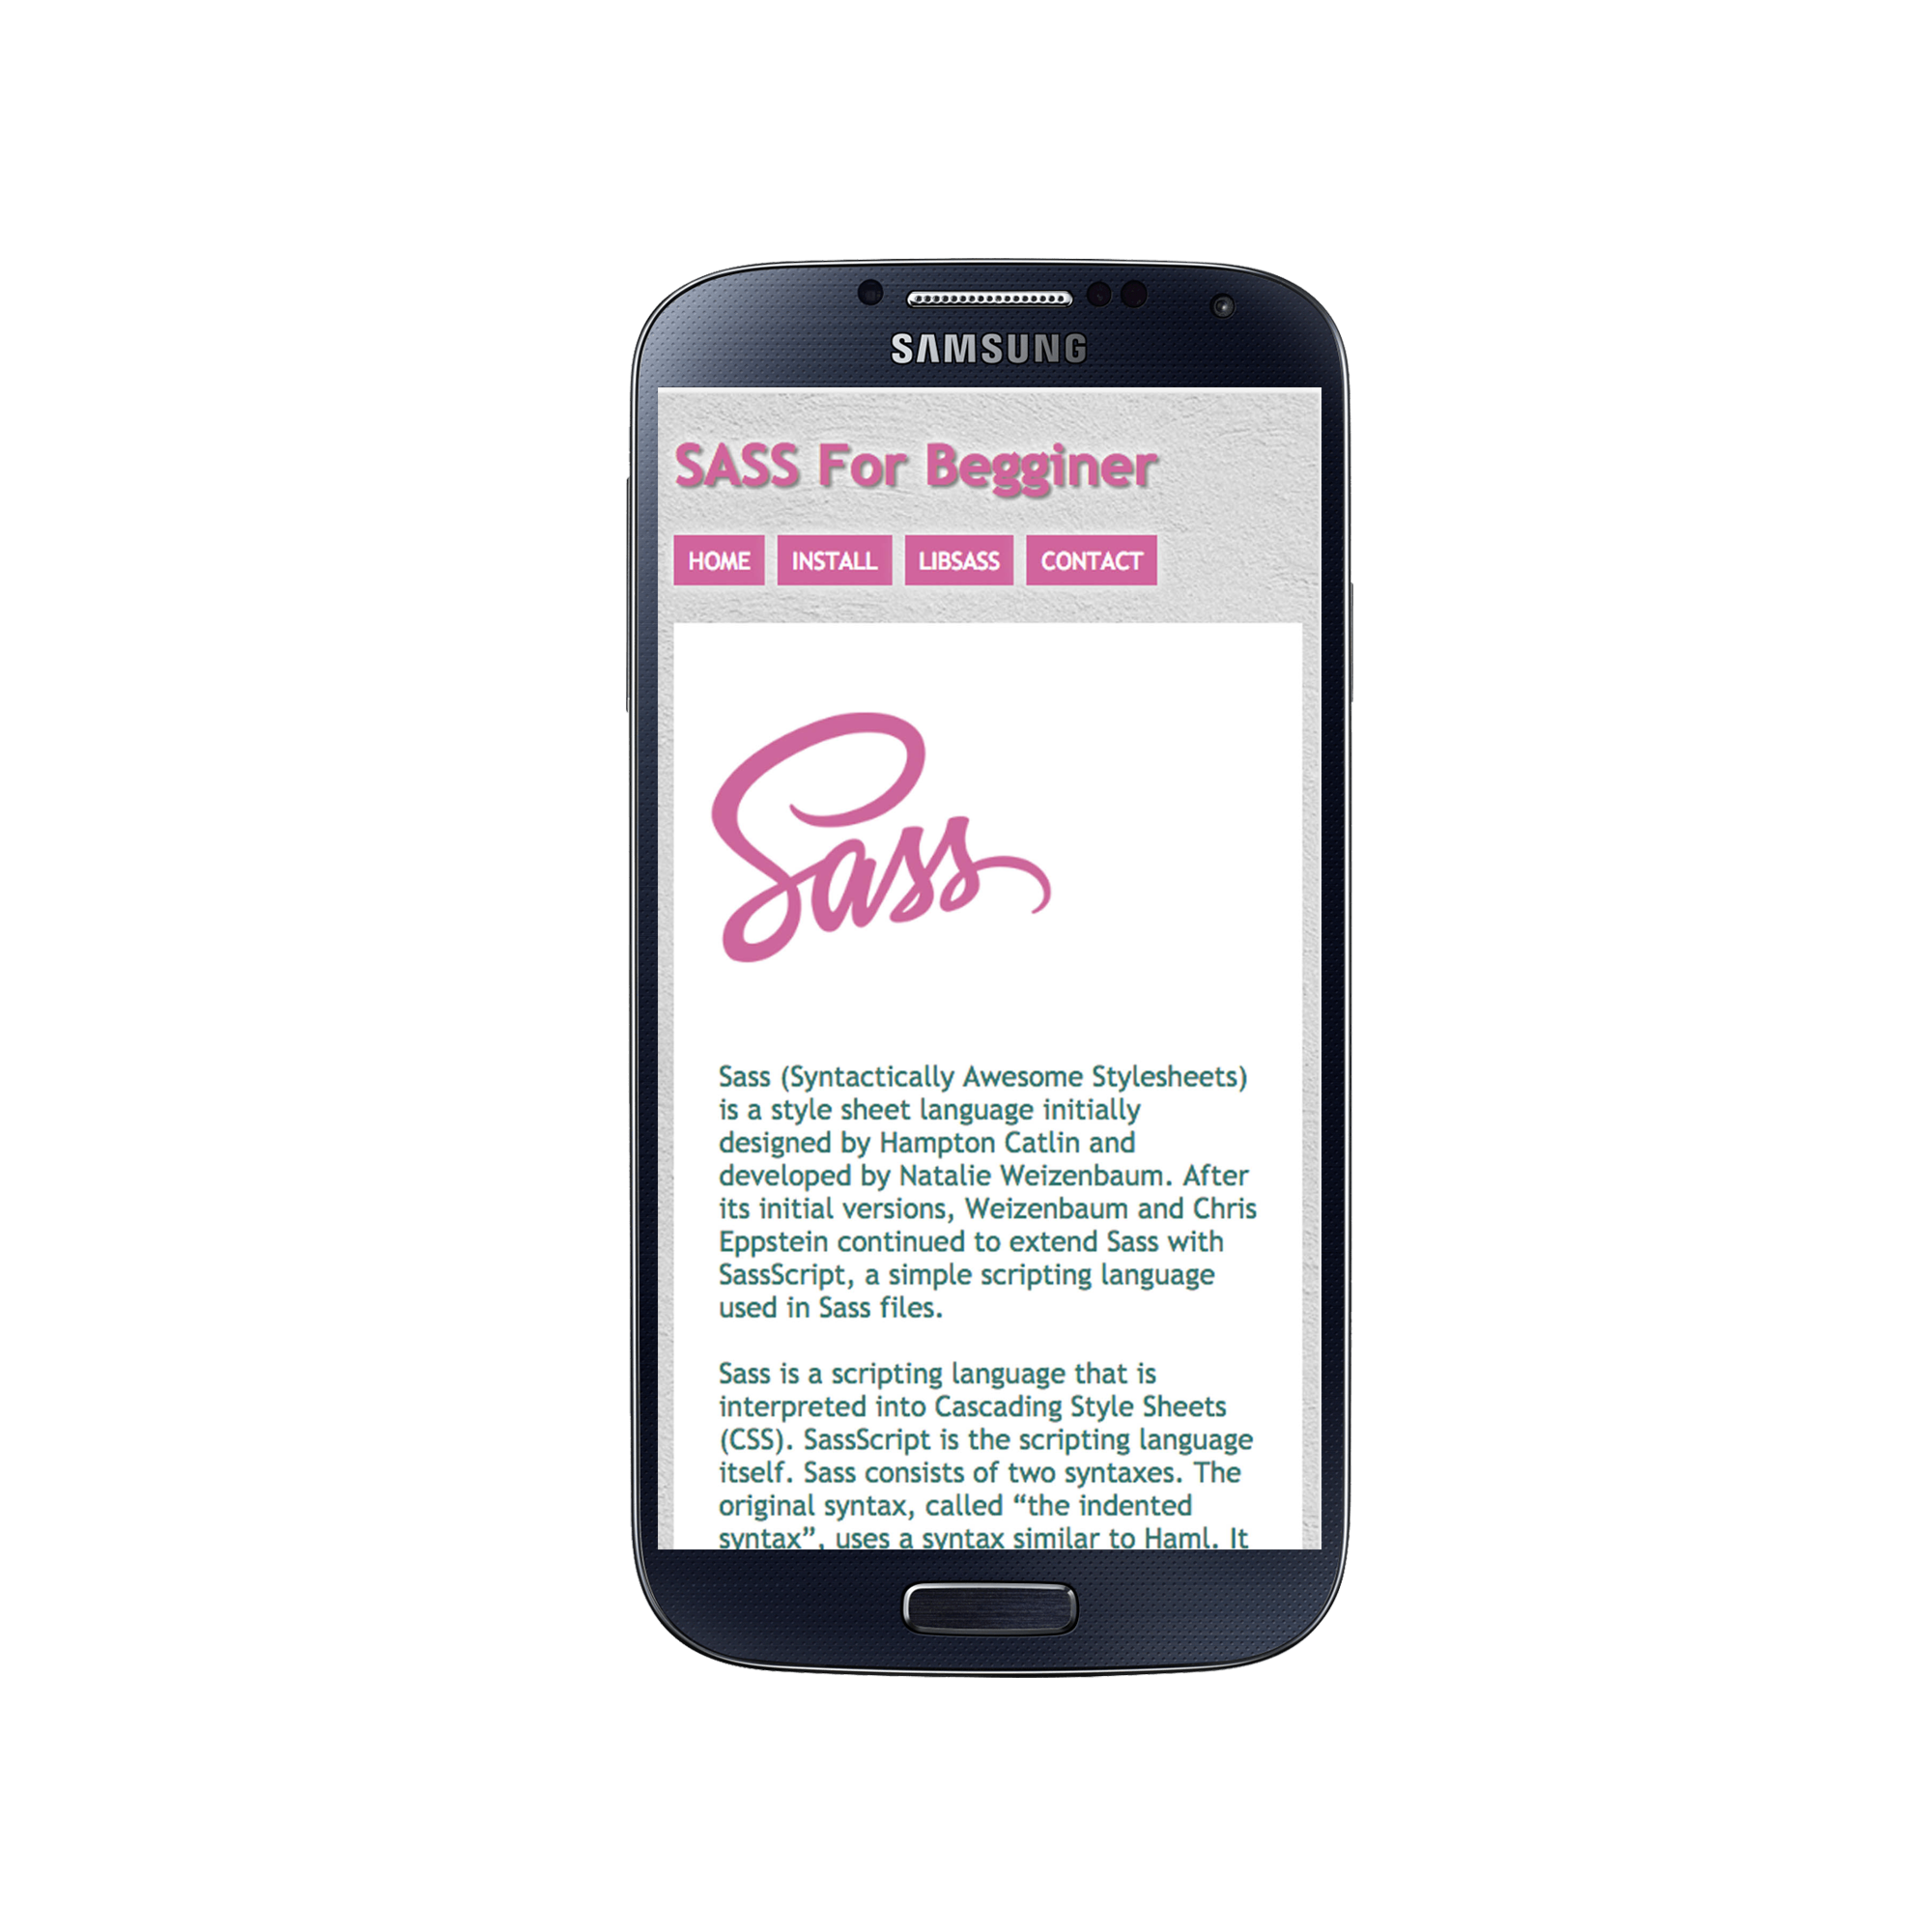 SAMSUNG
SASS For Begginer
HOME INSTALL LIBSASS CONTACT
Sass
Sass (Syntactically Awesome Stylesheets)
is a style sheet language initially
designed by Hampton Catlin and
developed by Natalie Weizenbaum. After
its initial versions, Weizenbaum and Chris
Eppstein continued to extend Sass with
SassScript, a simple scripting language
used in Sass files.
Sass is a scripting language that is
interpreted into Cascading Style Sheets
(CSS). SassScript is the scripting language
itself. Sass consists of two syntaxes. The
original syntax, called “the indented
syntax”, uses a syntax similar to Haml. It